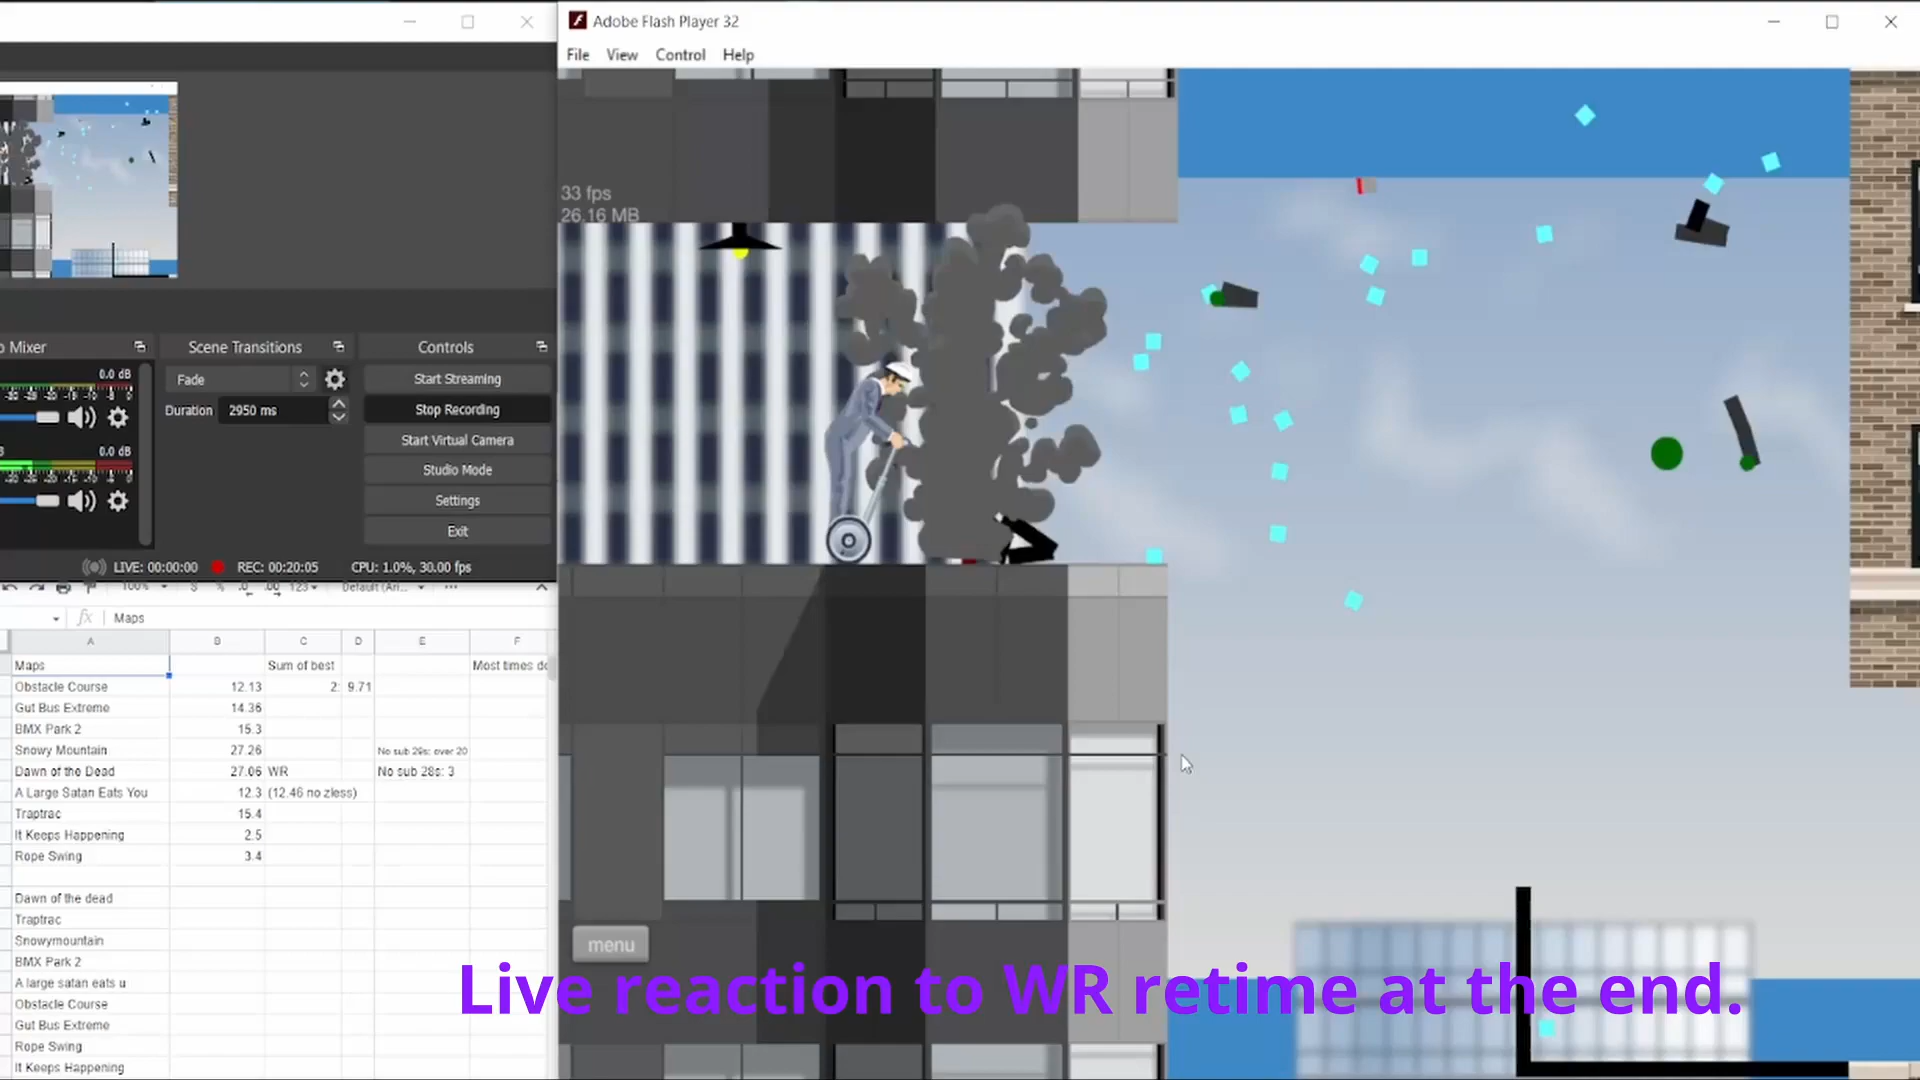 Adobe Flash Player 32
File View Control Help
33 fps
26.16 MB
Mixer
Scene Transitions
Controls
0.0 dB
Fade
Start Streaming
Duration 2950 ms
Stop Recording
Start Virtual Camera
0.0 dB
Studio Mode
Settings
Exit
LIVE: 00:00:00 REC: 00:20:05 CPU: 1.0%, 30.00 fps
100% $ % .0 .00 123 Default (Ari...
fx Maps
A B C D E F
Maps Sum of best Most times
Obstacle Course 12.13 2: 9.71
Gut Bus Extreme 14.36
BMX Park 2 15.3
Snowy Mountain 27.26 No sub 29s: over 20
Dawn of the Dead 27.06 WR No sub 28s: 3
A Large Satan Eats You 12.3 (12.46 no zless)
Traptrac 15.4
It Keeps Happening 2.5
Rope Swing 3.4
Dawn of the dead
Traptrac
Snowymountain
BMX Park 2
A large satan eats u
Obstacle Course
Gut Bus Extreme
Rope Swing
It Keeps Happening
menu
Live reaction to WR retime at the end.